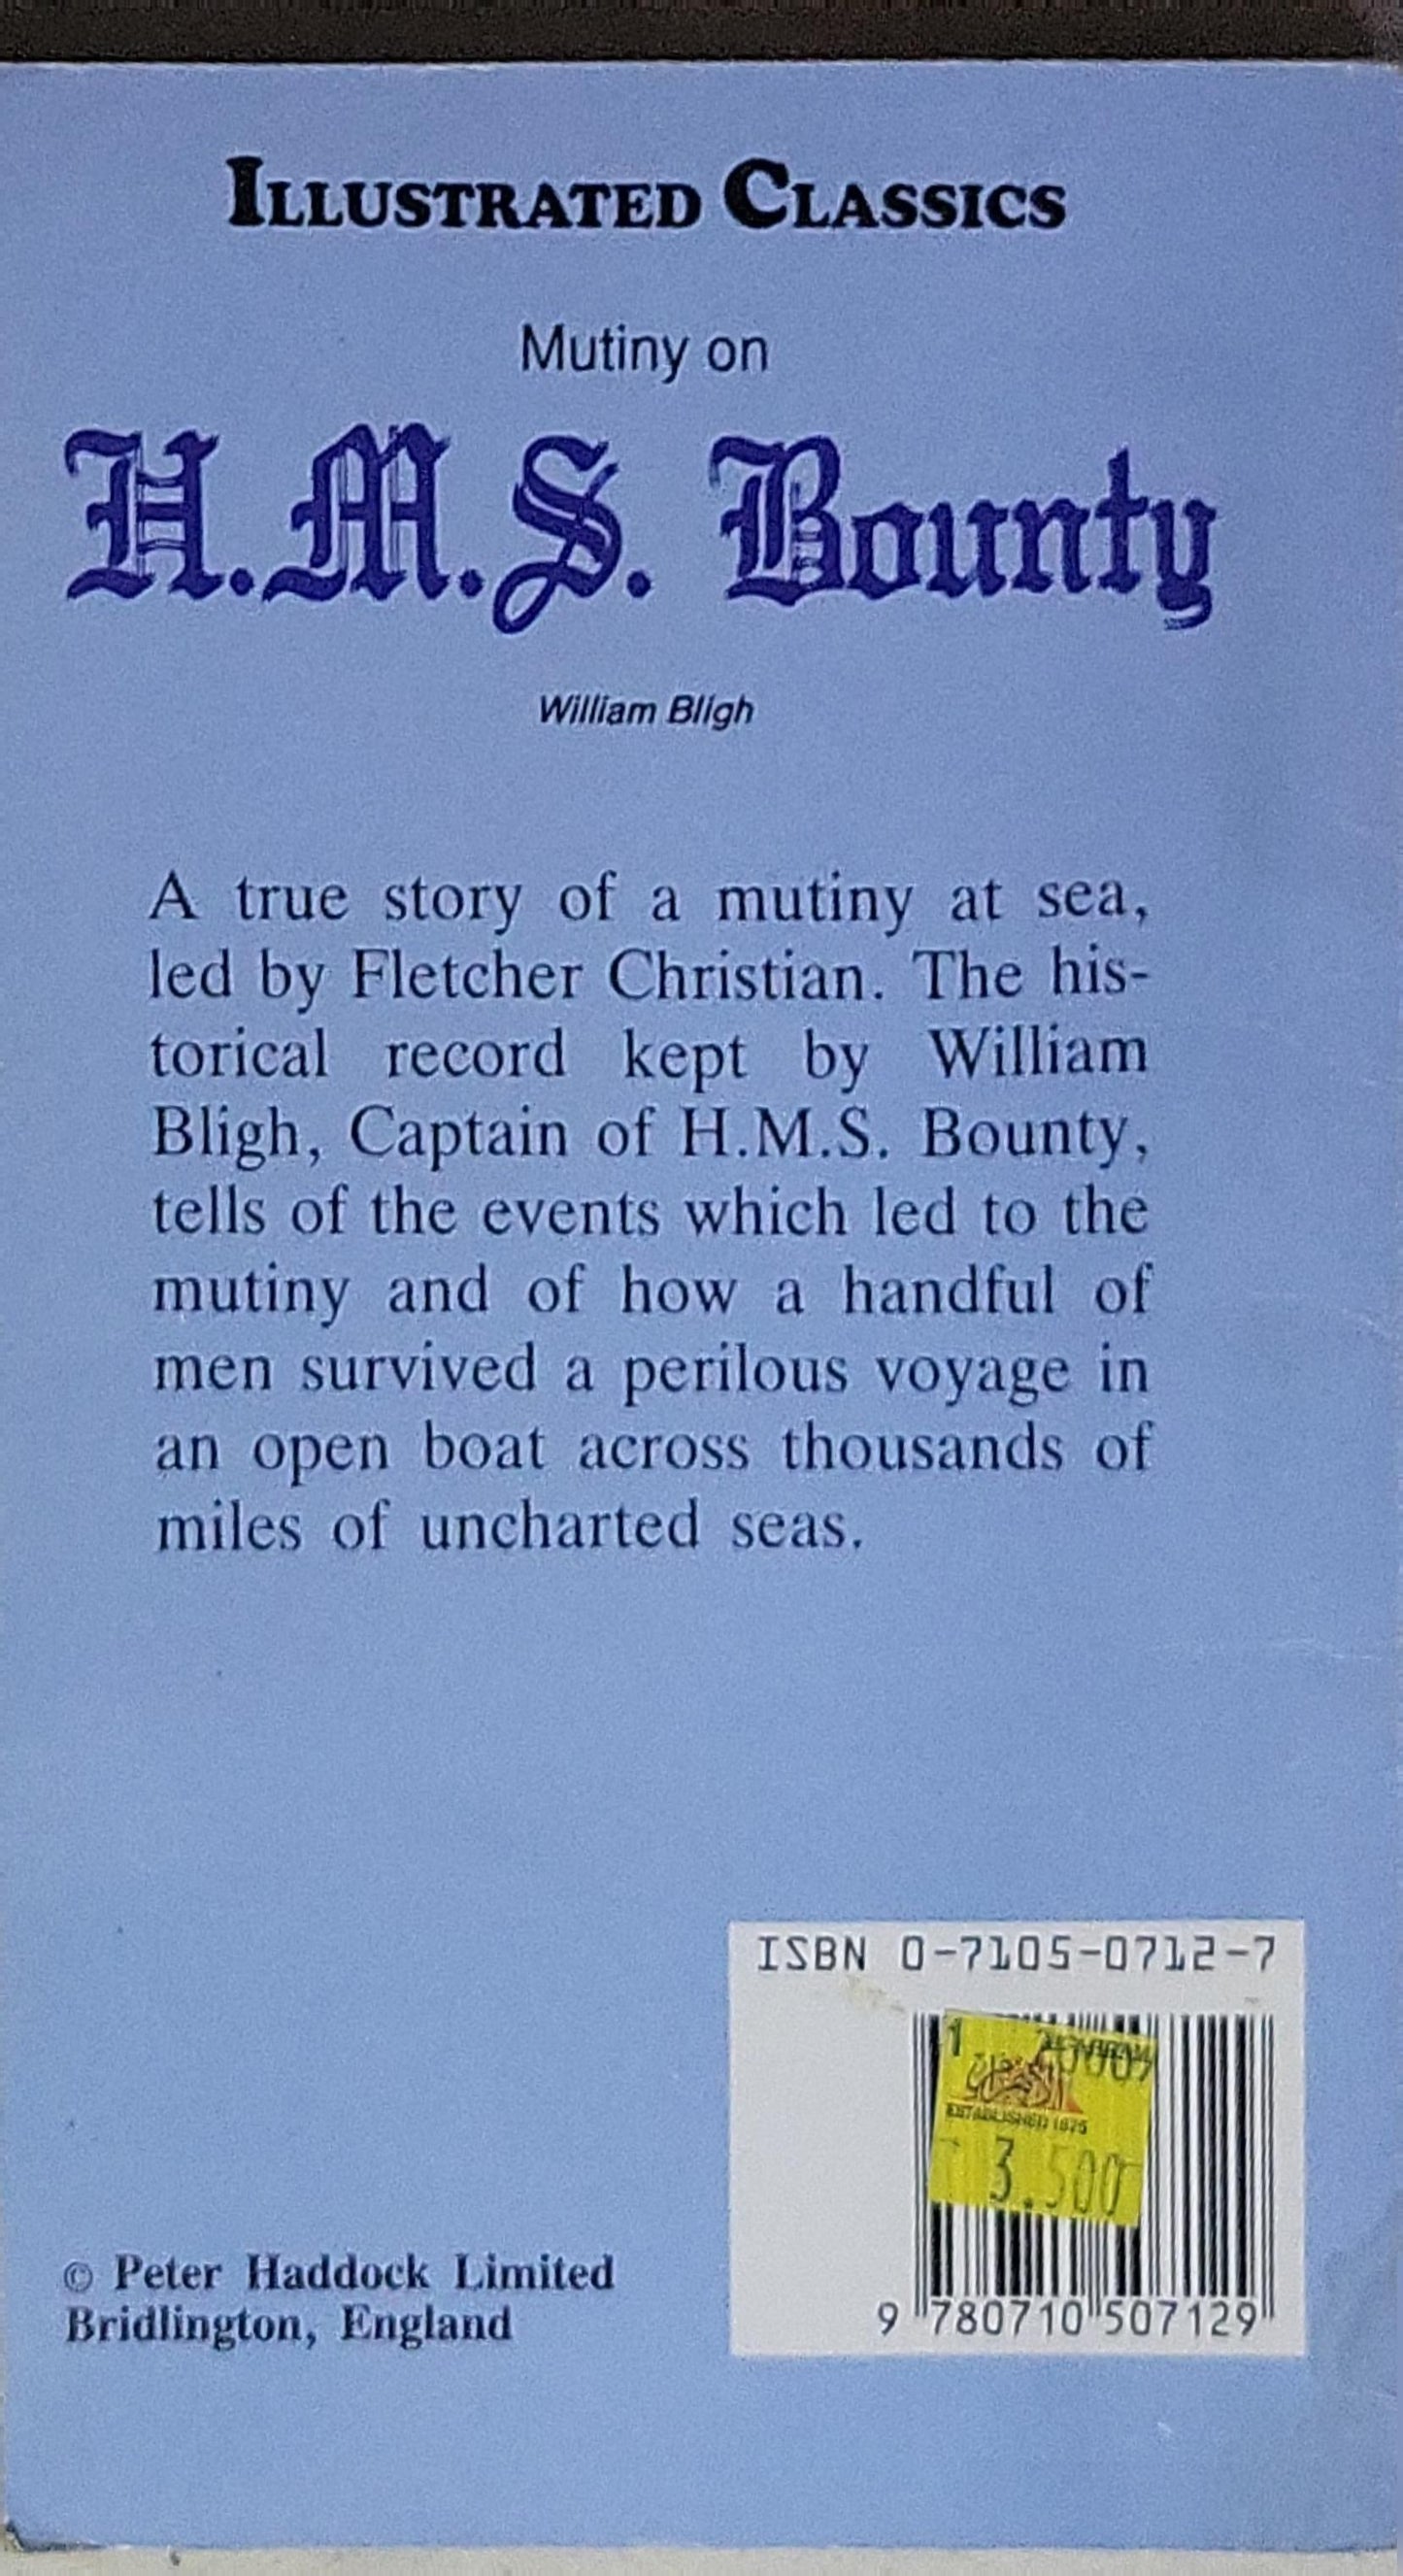 ILLUSTRATED CLASSICS
Mutiny on
H.M.S. Bounty
William Bligh
A true story of a mutiny at sea,
led by Fletcher Christian. The his-
torical record kept by William
Bligh, Captain of H.M.S. Bounty,
tells of the events which led to the
mutiny and of how a handful of
men survived a perilous voyage in
an open boat across thousands of
miles of uncharted seas.
ISBN 0-7105-0712-7
1
ESTABLISHED 1875
3.500
9 780710 507129
© Peter Haddock Limited
Bridlington, England